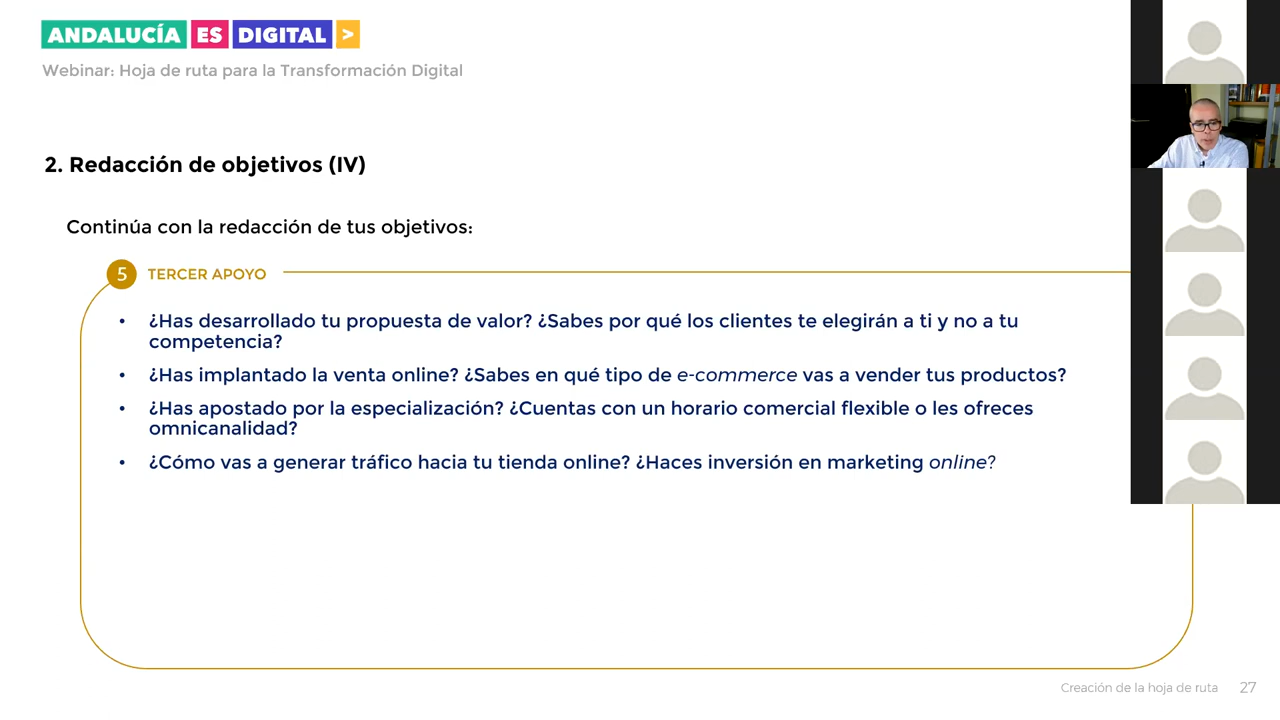 ANDALUCÍA ES DIGITAL >
Webinar: Hoja de ruta para la Transformación Digital
2. Redacción de objetivos (IV)
Continúa con la redacción de tus objetivos:
5 TERCER APOYO
• ¿Has desarrollado tu propuesta de valor? ¿Sabes por qué los clientes te elegirán a ti y no a tu
competencia?
• ¿Has implantado la venta online? ¿Sabes en qué tipo de e-commerce vas a vender tus productos?
• ¿Has apostado por la especialización? ¿Cuentas con un horario comercial flexible o les ofreces
omnicanalidad?
• ¿Cómo vas a generar tráfico hacia tu tienda online? ¿Haces inversión en marketing online?
Creación de la hoja de ruta 27